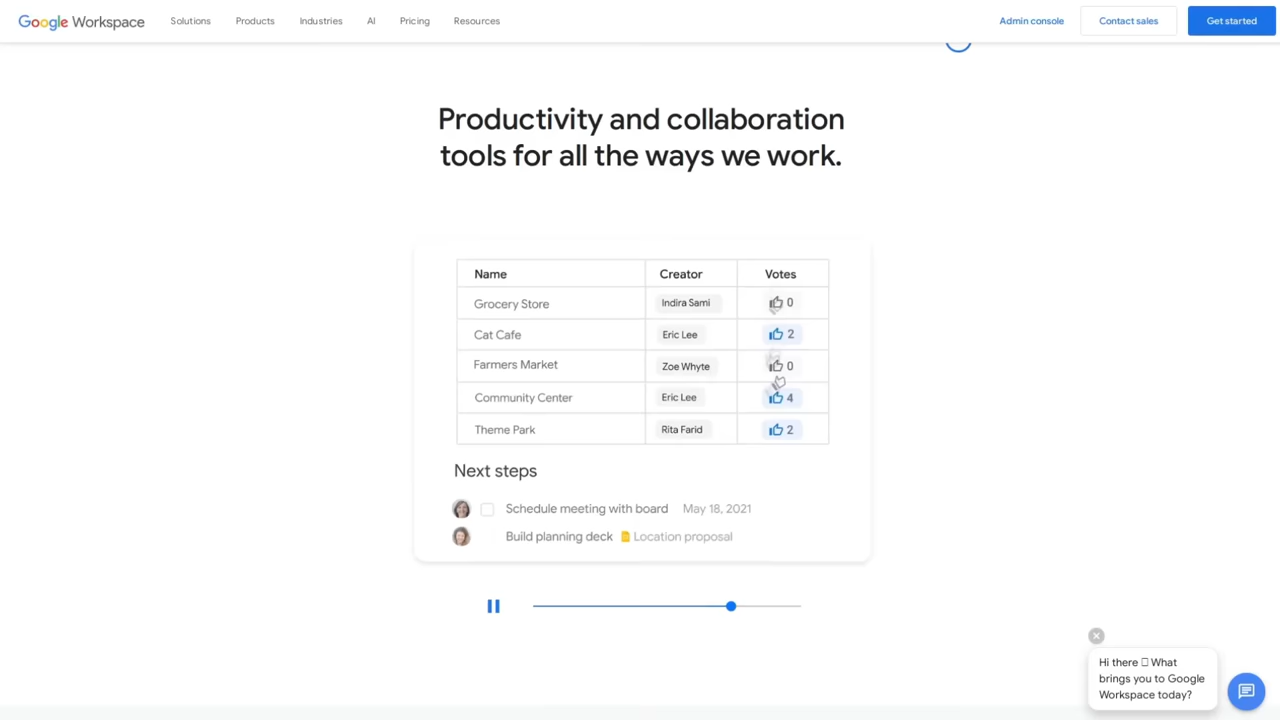 Google Workspace Solutions Products Industries AI Pricing Resources Admin console Contact sales Get started
Productivity and collaboration
tools for all the ways we work.
Name Creator Votes
Grocery Store Indira Sami 0
Cat Cafe Eric Lee 2
Farmers Market Zoe Whyte 0
Community Center Eric Lee 4
Theme Park Rita Farid 2
Next steps
Schedule meeting with board May 18, 2021
Build planning deck Location proposal
Hi there What
brings you to Google
Workspace today?